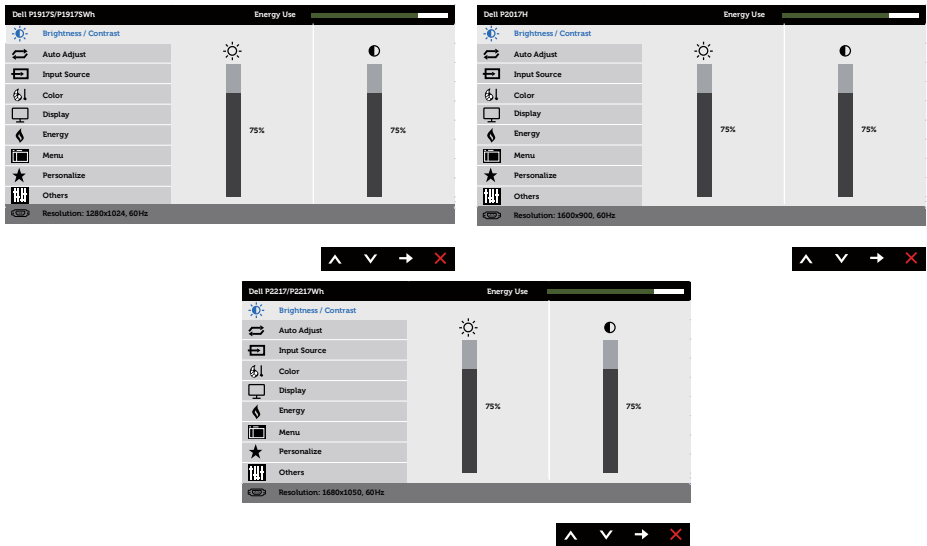 Dell P1917S/P1917SWh Energy Use
Brightness / Contrast
Auto Adjust
Input Source
Color
Display
Energy
75% 75%
Menu
Personalize
Others
Resolution: 1280x1024, 60Hz
Dell P2017H Energy Use
Brightness / Contrast
Auto Adjust
Input Source
Color
Display
Energy
75% 75%
Menu
Personalize
Others
Resolution: 1600x900, 60Hz
Dell P2217/P2217Wh Energy Use
Brightness / Contrast
Auto Adjust
Input Source
Color
Display
Energy
75% 75%
Menu
Personalize
Others
Resolution: 1680x1050, 60Hz